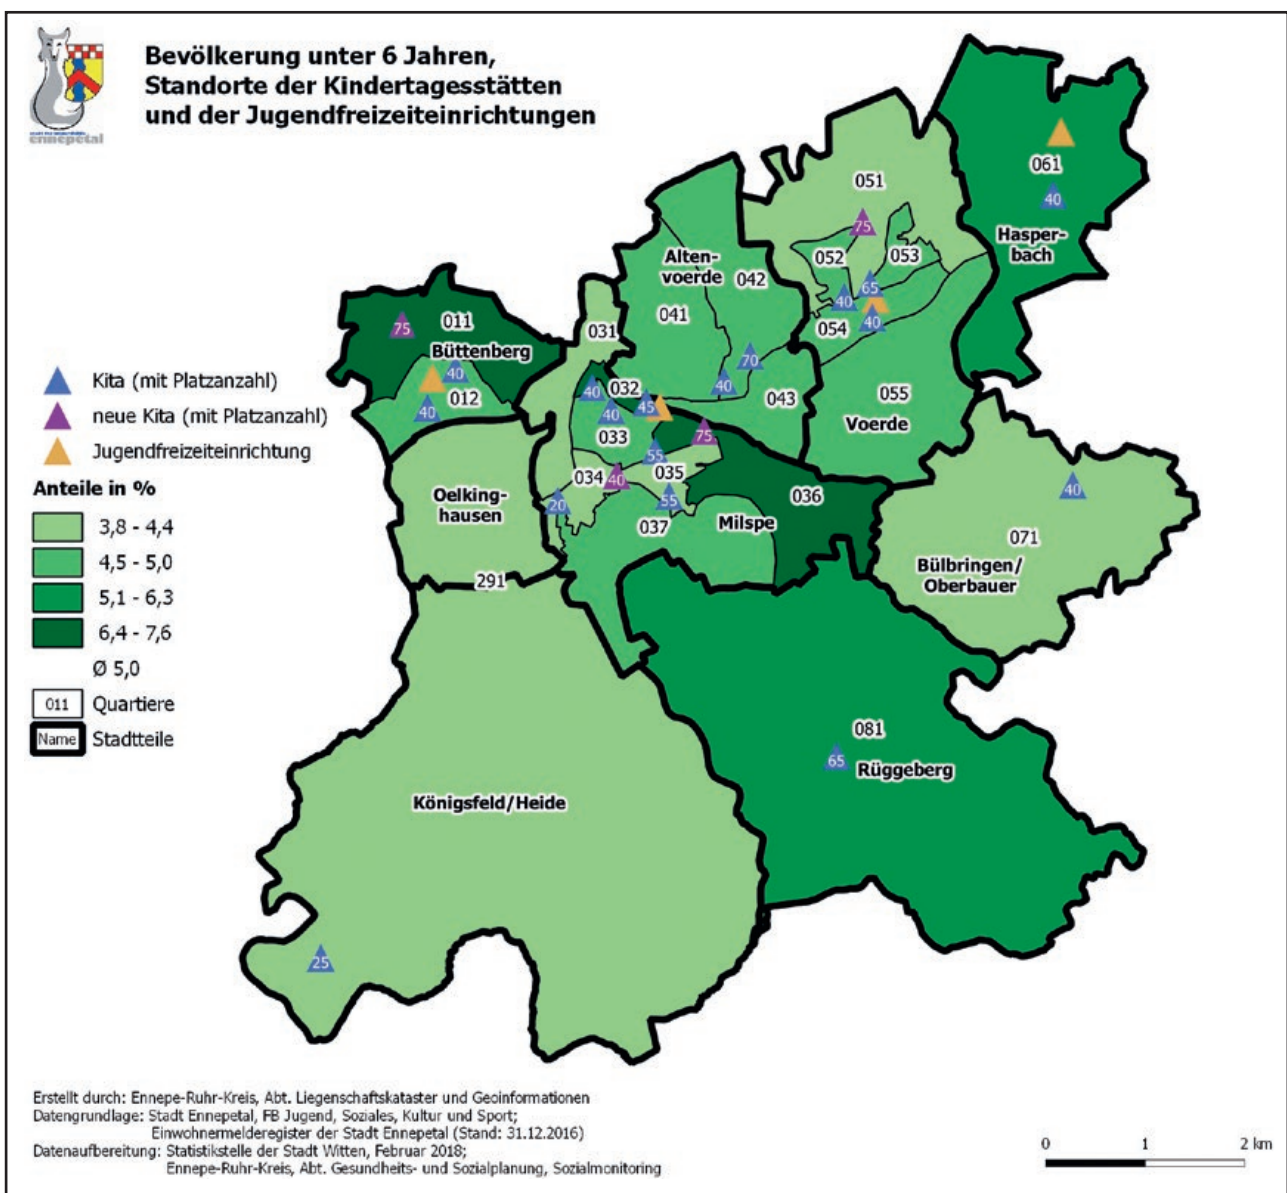 Bevölkerung unter 6 Jahren,
Standorte der Kindertagesstätten
und der Jugendfreizeiteinrichtungen
ennepetal
051
061
40
Hasper-
bach
75
052
053
Alten-
voerde
042
65
40
041
054
40
031
75
011
Büttenberg
40
012
40
70
40
032
40
45
40
043
055
Voerde
033
75
55
034
40
035
036
Oelking-
hausen
20
55
037
Milspe
40
071
Bülbringen/
Oberbauer
291
081
65
Rüggeberg
Königsfeld/Heide
25
Kita (mit Platzanzahl)
neue Kita (mit Platzanzahl)
Jugendfreizeiteinrichtung
Anteile in %
3,8 - 4,4
4,5 - 5,0
5,1 - 6,3
6,4 - 7,6
Ø 5,0
011 Quartiere
Name Stadtteile
Erstellt durch: Ennepe-Ruhr-Kreis, Abt. Liegenschaftskataster und Geoinformationen
Datengrundlage: Stadt Ennepetal, FB Jugend, Soziales, Kultur und Sport;
Einwohnermelderegister der Stadt Ennepetal (Stand: 31.12.2016)
Datenaufbereitung: Statistikstelle der Stadt Witten, Februar 2018;
Ennepe-Ruhr-Kreis, Abt. Gesundheits- und Sozialplanung, Sozialmonitoring
0 1 2 km